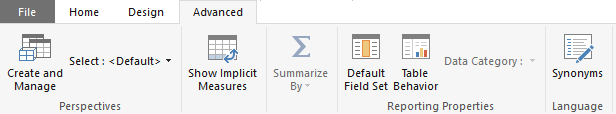 File Home Design Advanced
Create and Manage
Select : <Default>
Perspectives
Show Implicit Measures
Summarize By
Default Field Set
Table Behavior
Data Category :
Reporting Properties
Synonyms
Language